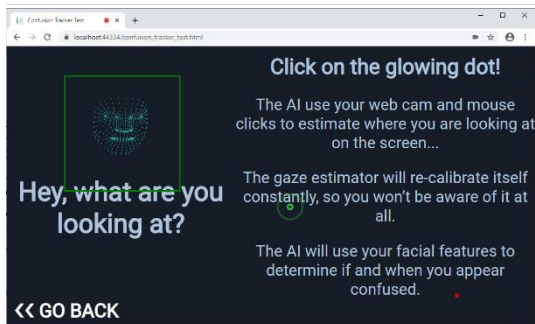 Confusion Tracker Test
localhost:44334/confusion_tracker_test.html
Click on the glowing dot!
The AI use your web cam and mouse
clicks to estimate where you are looking at
on the screen...
Hey, what are you
looking at?
The gaze estimator will re-calibrate itself
constantly, so you won't be aware of it at
all.
The AI will use your facial features to
determine if and when you appear
confused.
<< GO BACK